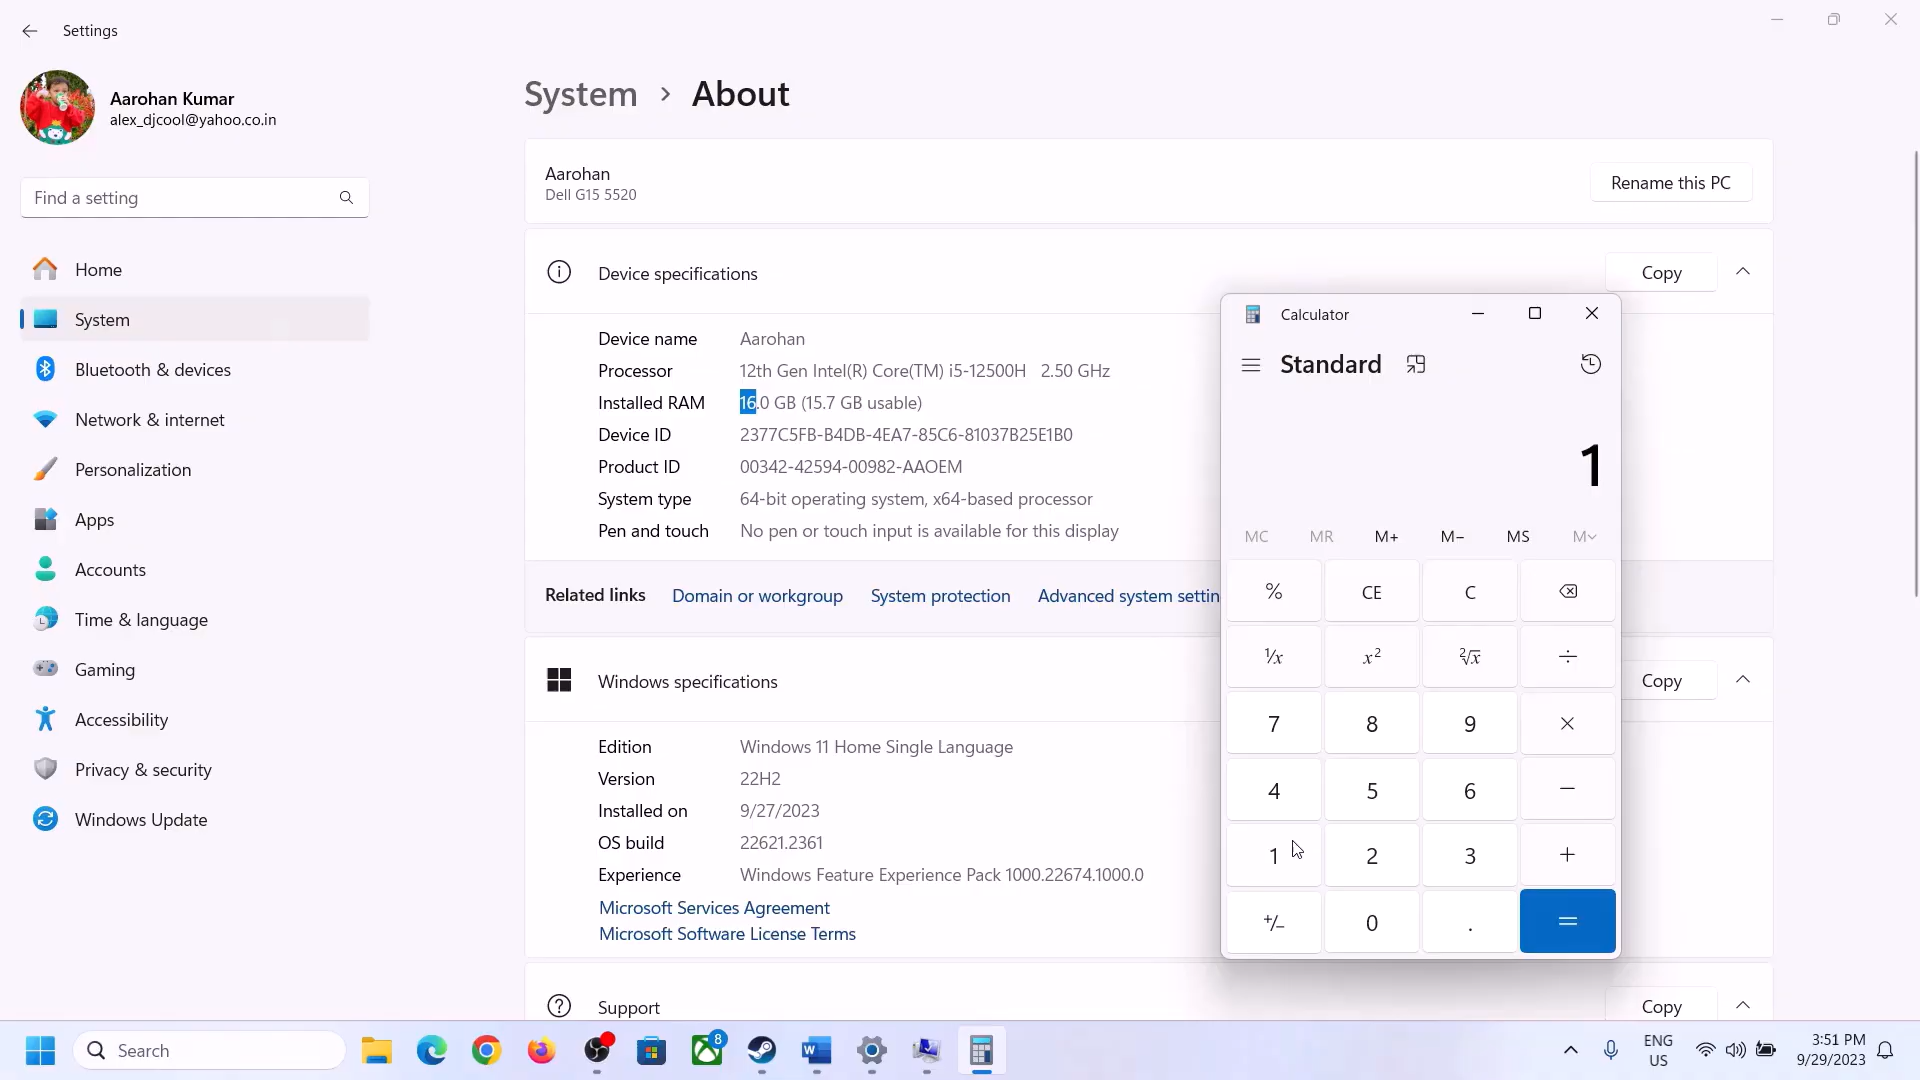 Settings
Aarohan Kumar
alex_djcool@yahoo.co.in
Find a setting
Home
System
Bluetooth & devices
Network & internet
Personalization
Apps
Accounts
Time & language
Gaming
Accessibility
Privacy & security
Windows Update
System > About
Aarohan
Dell G15 5520
Rename this PC
Device specifications
Copy
Device name Aarohan
Processor 12th Gen Intel(R) Core(TM) i5-12500H 2.50 GHz
Installed RAM 16.0 GB (15.7 GB usable)
Device ID 2377C5FB-B4DB-4EA7-85C6-81037B25E1B0
Product ID 00342-42594-00982-AAOEM
System type 64-bit operating system, x64-based processor
Pen and touch No pen or touch input is available for this display
Related links Domain or workgroup System protection Advanced system settin
Windows specifications
Copy
Edition Windows 11 Home Single Language
Version 22H2
Installed on 9/27/2023
OS build 22621.2361
Experience Windows Feature Experience Pack 1000.22674.1000.0
Microsoft Services Agreement
Microsoft Software License Terms
Support
Copy
Calculator
Standard
1
MC MR M+ M− MS M
% CE C
¹⁄x x² ²√x ÷
7 8 9 ×
4 5 6 −
1 2 3 +
+/− 0 . =
Search
8
ENG
US
3:51 PM
9/29/2023